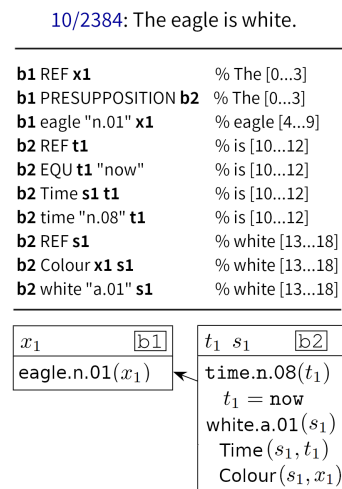 10/2384: The eagle is white.
b1 REF x1 % The [0...3]
b1 PRESUPPOSITION b2 % The [0...3]
b1 eagle "n.01" x1 % eagle [4...9]
b2 REF t1 % is [10...12]
b2 EQU t1 "now" % is [10...12]
b2 Time s1 t1 % is [10...12]
b2 time "n.08" t1 % is [10...12]
b2 REF s1 % white [13...18]
b2 Colour x1 s1 % white [13...18]
b2 white "a.01" s1 % white [13...18]
x₁ b1
eagle.n.01(x₁)
t₁ s₁ b2
time.n.08(t₁)
t₁ = now
white.a.01(s₁)
Time(s₁, t₁)
Colour(s₁, x₁)